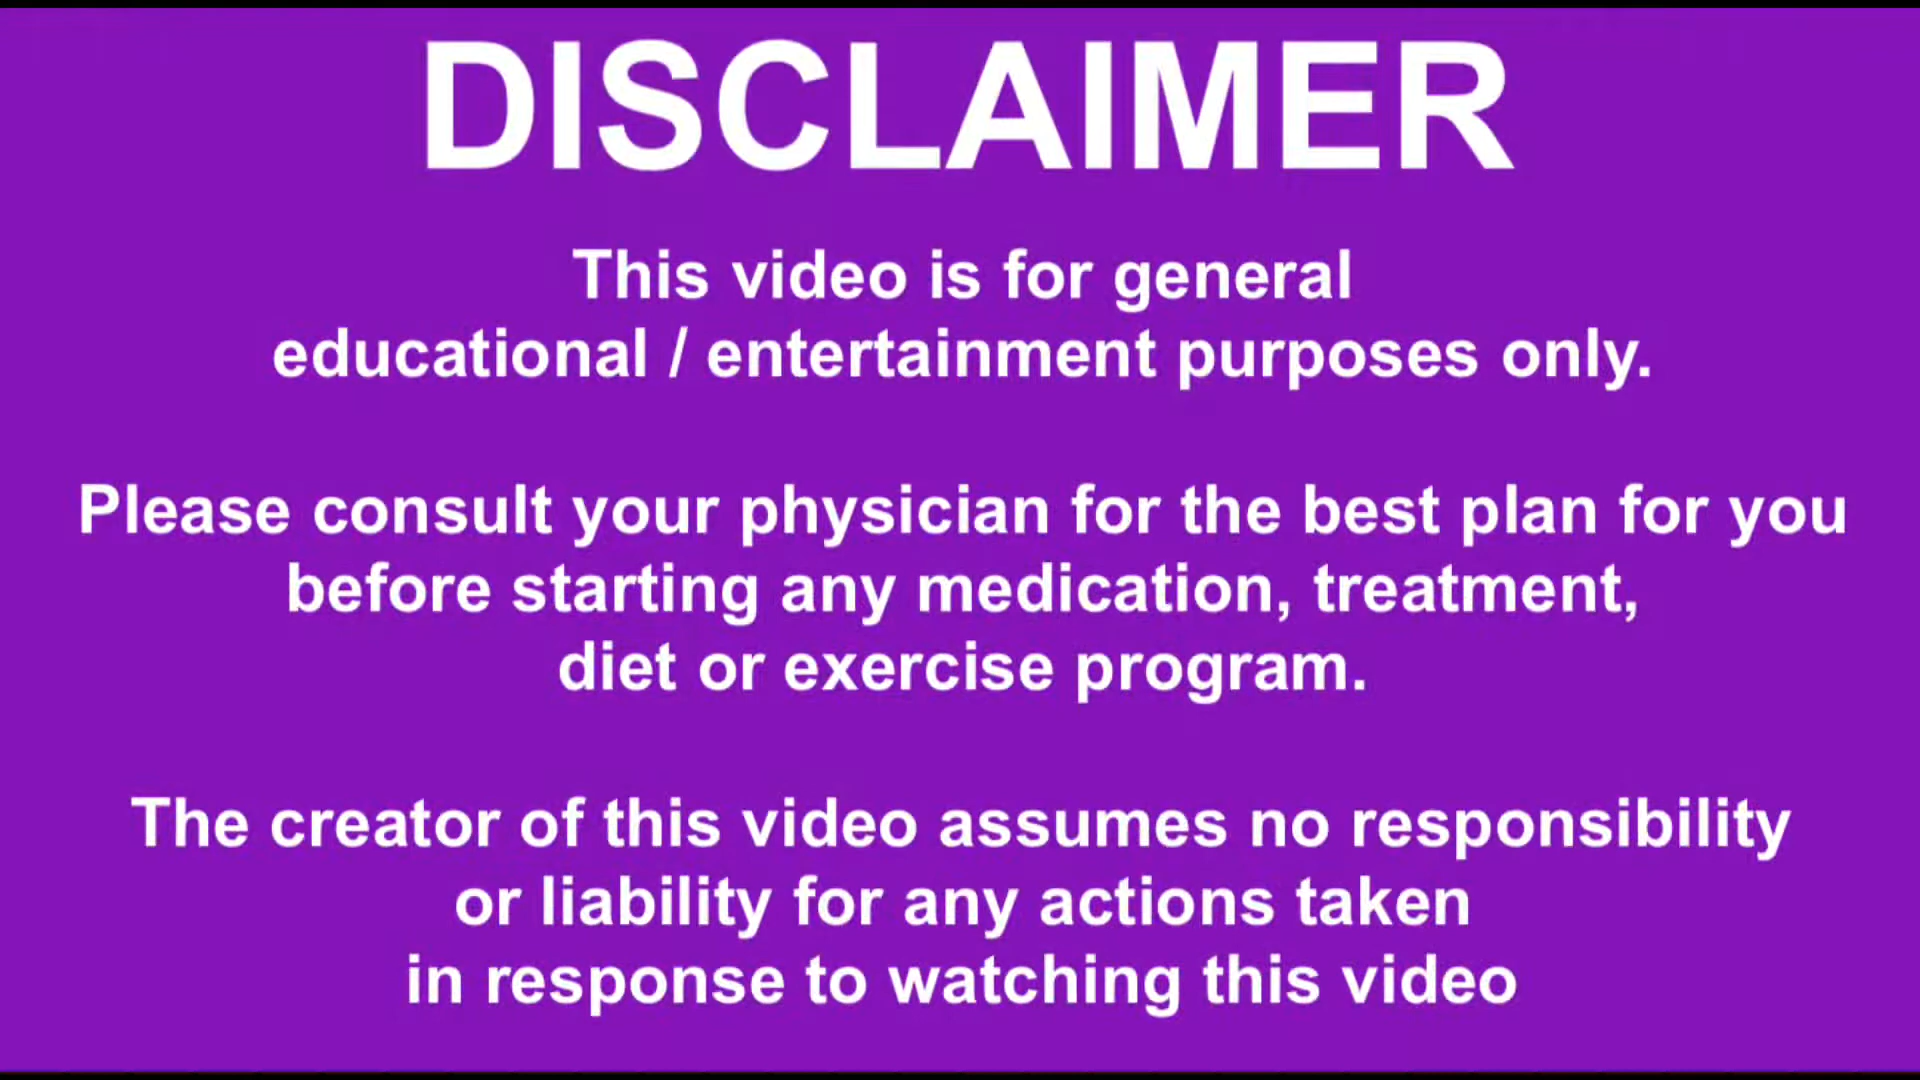 DISCLAIMER
This video is for general
educational / entertainment purposes only.
Please consult your physician for the best plan for you
before starting any medication, treatment,
diet or exercise program.
The creator of this video assumes no responsibility
or liability for any actions taken
in response to watching this video